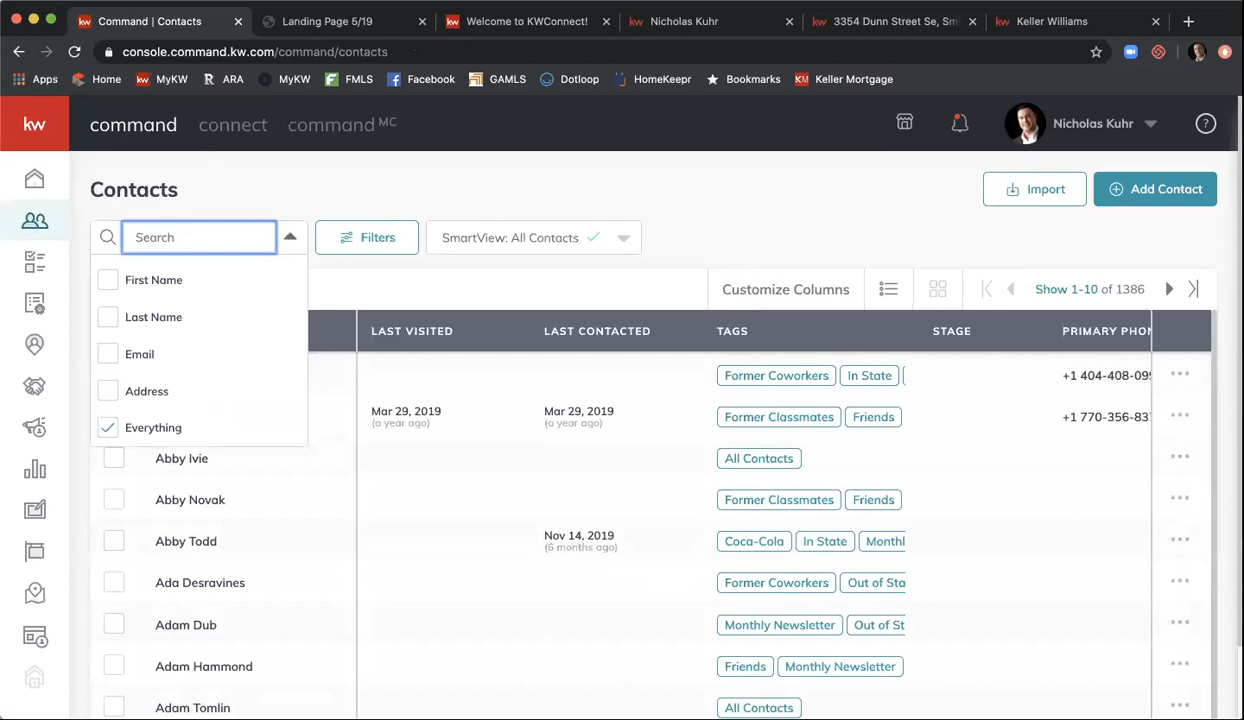 Command | Contacts
Landing Page 5/19
Welcome to KWConnect!
Nicholas Kuhr
3354 Dunn Street Se, Sm
Keller Williams
console.command.kw.com/command/contacts
Apps
Home
MyKW
ARA
MyKW
FMLS
Facebook
GAMLS
Dotloop
HomeKeepr
Bookmarks
Keller Mortgage
kw
command
connect
command MC
Nicholas Kuhr
Contacts
Import
Add Contact
Search
Filters
SmartView: All Contacts
First Name
Last Name
Email
Address
Everything
Customize Columns
Show 1-10 of 1386
LAST VISITED
LAST CONTACTED
TAGS
STAGE
PRIMARY PHON
Former Coworkers
In State
+1 404-408-099
Mar 29, 2019
(a year ago)
Mar 29, 2019
(a year ago)
Former Classmates
Friends
+1 770-356-837
Abby Ivie
All Contacts
Abby Novak
Former Classmates
Friends
Abby Todd
Nov 14, 2019
(6 months ago)
Coca-Cola
In State
Monthl
Ada Desravines
Former Coworkers
Out of Sta
Adam Dub
Monthly Newsletter
Out of St
Adam Hammond
Friends
Monthly Newsletter
Adam Tomlin
All Contacts